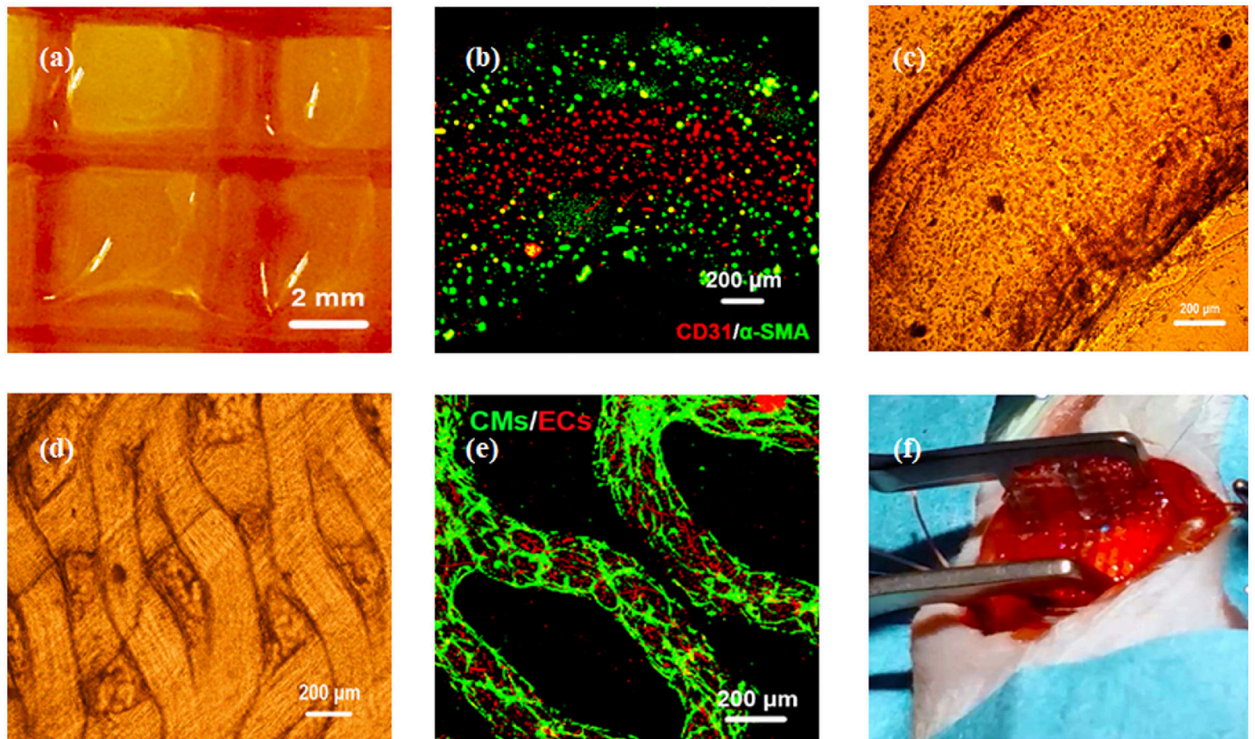 (a)
2 mm
(b)
200 µm
CD31/α-SMA
(c)
200 µm
(d)
200 µm
CMs/ECs
(e)
200 µm
(f)